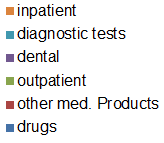 inpatient
diagnostic tests
dental
outpatient
other med. Products
drugs